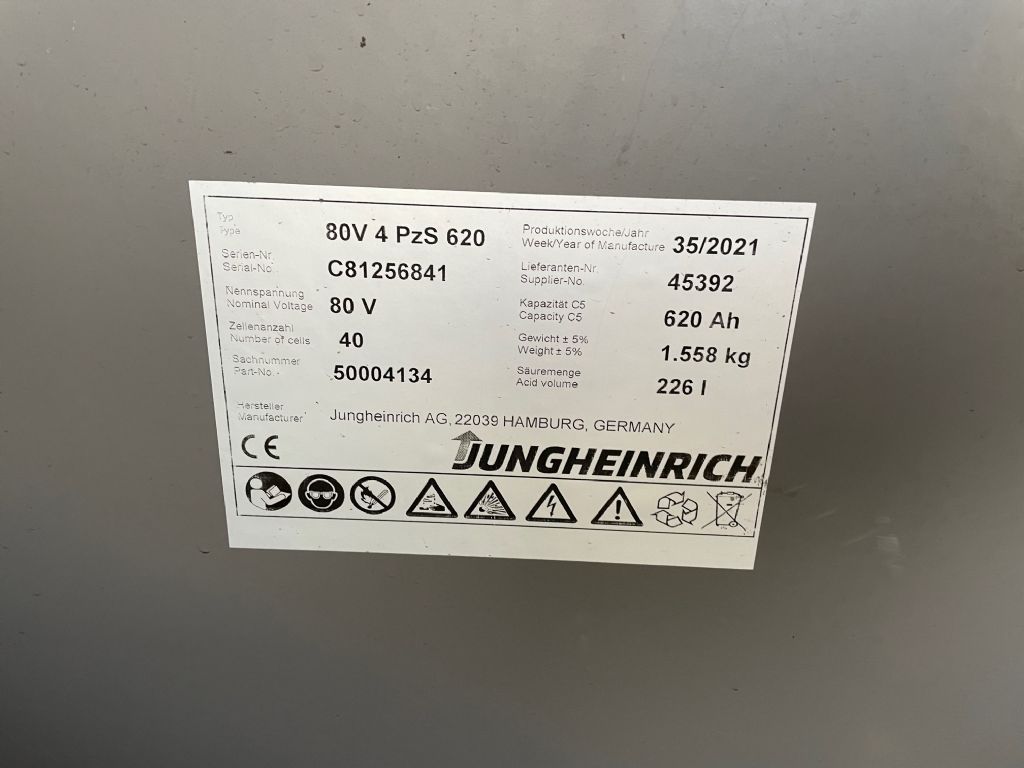 Typ
Type
80V 4 PzS 620
Produktionswoche/Jahr
Week/Year of Manufacture
35/2021
Serien-Nr.
Serial-No.
C81256841
Lieferanten-Nr.
Supplier-No.
45392
Nennspannung
Nominal Voltage
80 V
Kapazität C5
Capacity C5
620 Ah
Zellenanzahl
Number of cells
40
Gewicht ± 5%
Weight ± 5%
1.558 kg
Sachnummer
Part-No.
50004134
Säuremenge
Acid volume
226 l
Hersteller
Manufacturer
Jungheinrich AG, 22039 HAMBURG, GERMANY
CE
JUNGHEINRICH